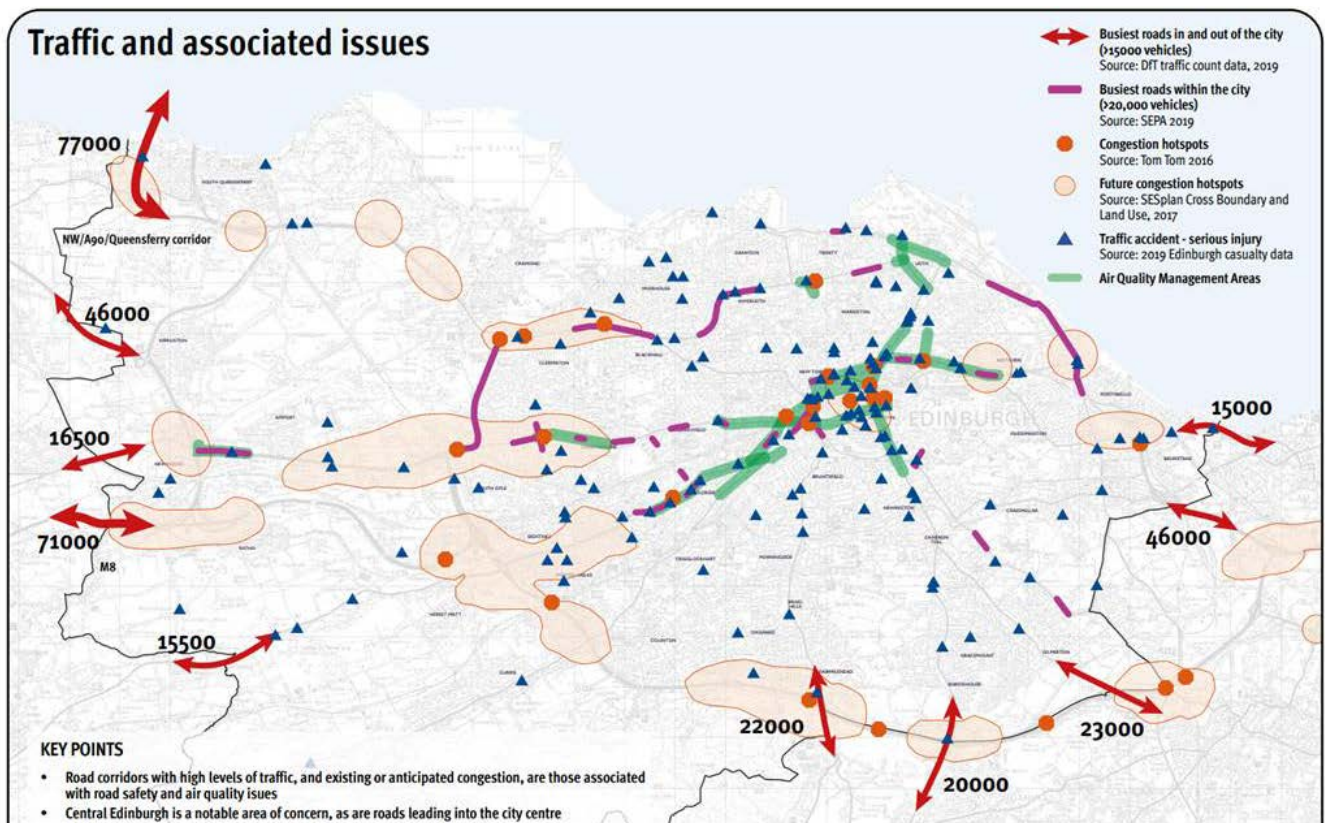 Traffic and associated issues
Busiest roads in and out of the city
(>15000 vehicles)
Source: DfT traffic count data, 2019
Busiest roads within the city
(>20,000 vehicles)
Source: SEPA 2019
Congestion hotspots
Source: Tom Tom 2016
Future congestion hotspots
Source: SESplan Cross Boundary and
Land Use, 2017
Traffic accident - serious injury
Source: 2019 Edinburgh casualty data
Air Quality Management Areas
77000
NW/A90/Queensferry corridor
46000
16500
71000
M8
15500
EDINBURGH
15000
46000
22000
20000
23000
KEY POINTS
• Road corridors with high levels of traffic, and existing or anticipated congestion, are those associated
with road safety and air quality isues
• Central Edinburgh is a notable area of concern, as are roads leading into the city centre